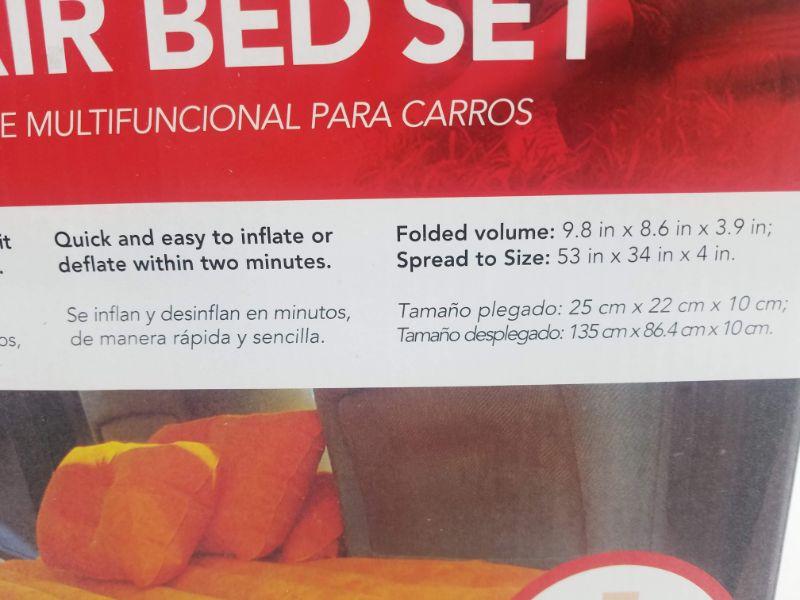 AIR BED SET
E MULTIFUNCIONAL PARA CARROS
it
.
Quick and easy to inflate or
deflate within two minutes.
Folded volume: 9.8 in x 8.6 in x 3.9 in;
Spread to Size: 53 in x 34 in x 4 in.
os,
Se inflan y desinflan en minutos,
de manera rápida y sencilla.
Tamaño plegado: 25 cm x 22 cm x 10 cm;
Tamaño desplegado: 135 cm x 86.4 cm x 10 cm.